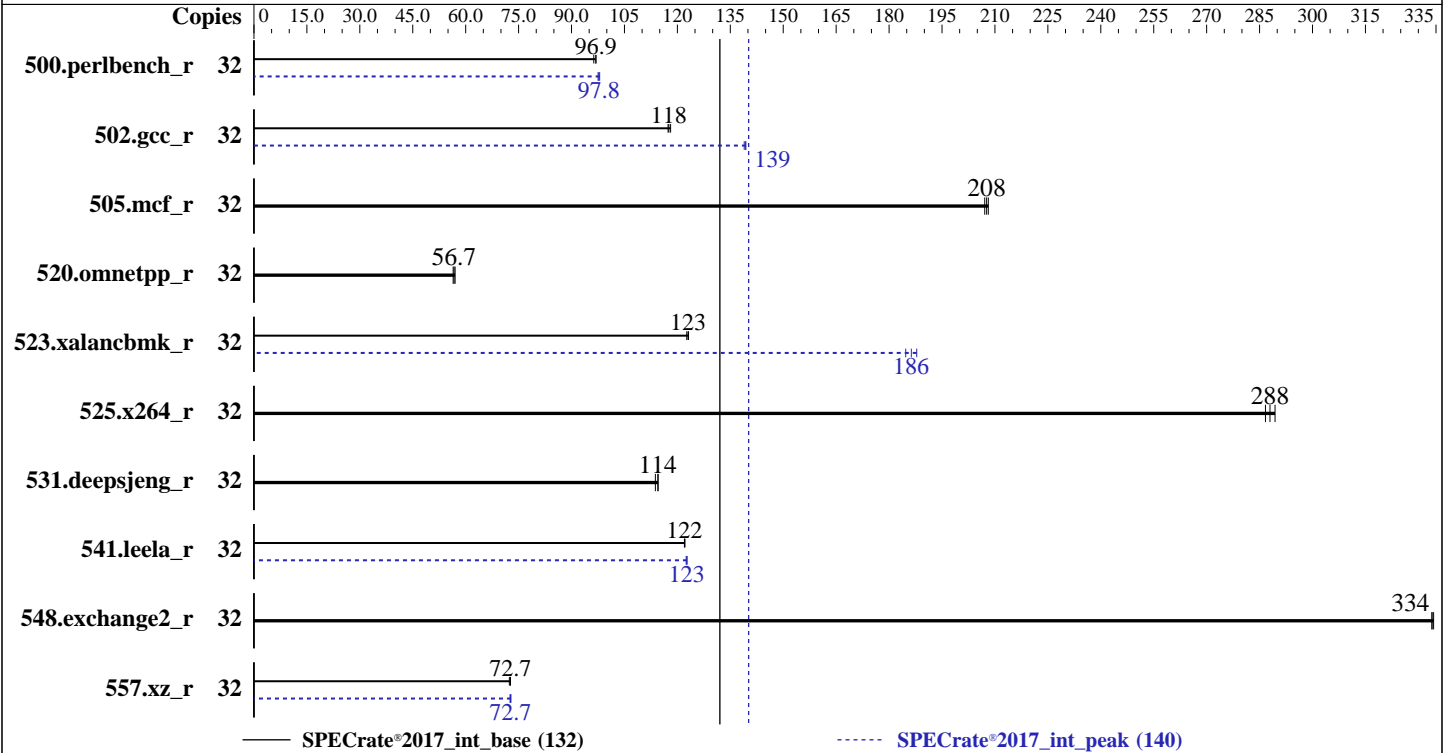 Copies 0 15.0 30.0 45.0 60.0 75.0 90.0 105 120 135 150 165 180 195 210 225 240 255 270 285 300 315 335
96.9
500.perlbench_r 32
97.8
118
502.gcc_r 32
139
208
505.mcf_r 32
56.7
520.omnetpp_r 32
123
523.xalancbmk_r 32
186
288
525.x264_r 32
114
531.deepsjeng_r 32
122
541.leela_r 32
123
334
548.exchange2_r 32
72.7
557.xz_r 32
72.7
SPECrate®2017_int_base (132) SPECrate®2017_int_peak (140)